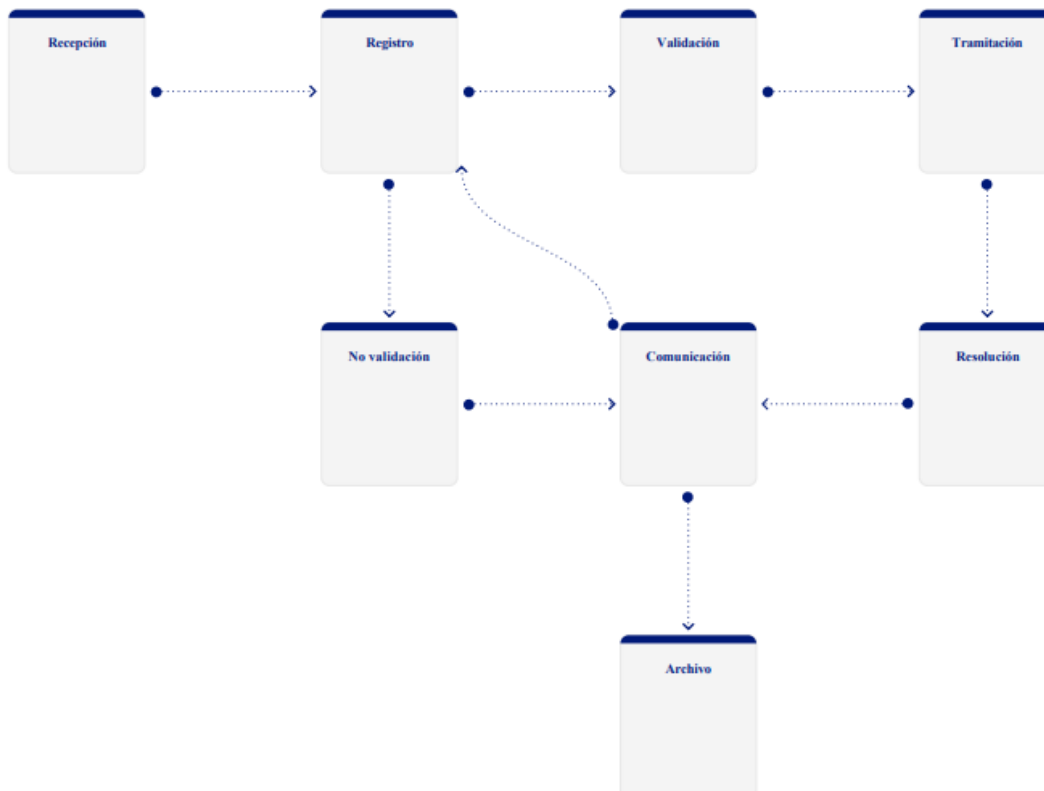 Recepción
Registro
Validación
Tramitación
No validación
Comunicación
Resolución
Archivo